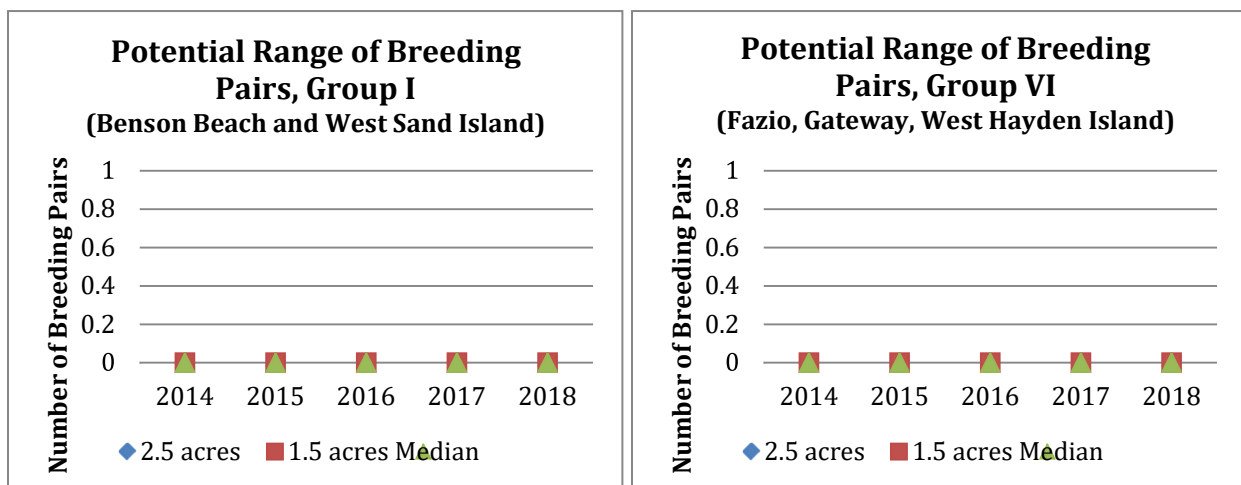 Potential Range of Breeding
Pairs, Group I
(Benson Beach and West Sand Island)
Number of Breeding Pairs
1
0.8
0.6
0.4
0.2
0
2014 2015 2016 2017 2018
2.5 acres 1.5 acres Median
Potential Range of Breeding
Pairs, Group VI
(Fazio, Gateway, West Hayden Island)
Number of Breeding Pairs
1
0.8
0.6
0.4
0.2
0
2014 2015 2016 2017 2018
2.5 acres 1.5 acres Median